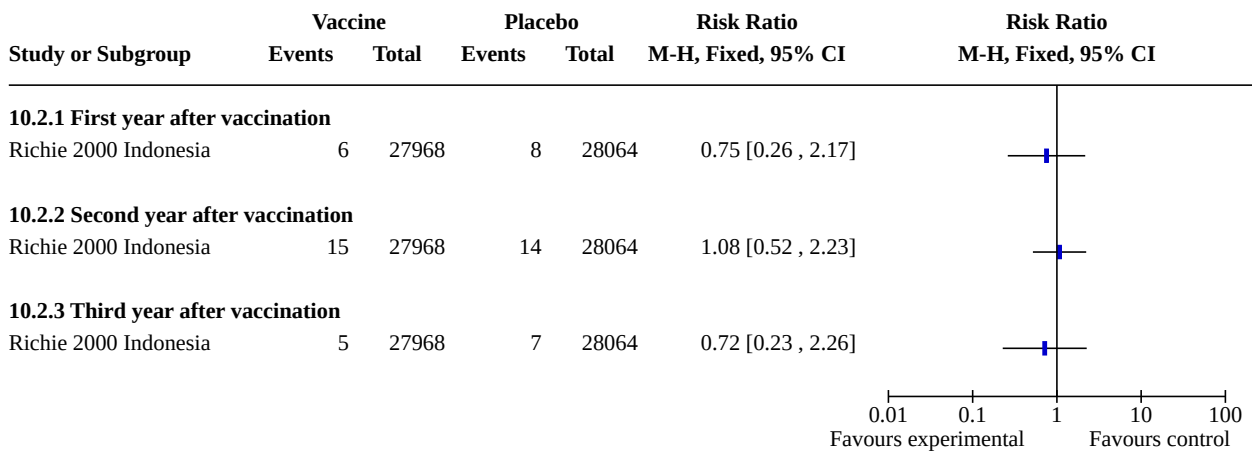 Vaccine Placebo Risk Ratio Risk Ratio
Study or Subgroup Events Total Events Total M-H, Fixed, 95% CI M-H, Fixed, 95% CI
10.2.1 First year after vaccination
Richie 2000 Indonesia 6 27968 8 28064 0.75 [0.26 , 2.17]
10.2.2 Second year after vaccination
Richie 2000 Indonesia 15 27968 14 28064 1.08 [0.52 , 2.23]
10.2.3 Third year after vaccination
Richie 2000 Indonesia 5 27968 7 28064 0.72 [0.23 , 2.26]
0.01 0.1 1 10 100
Favours experimental Favours control